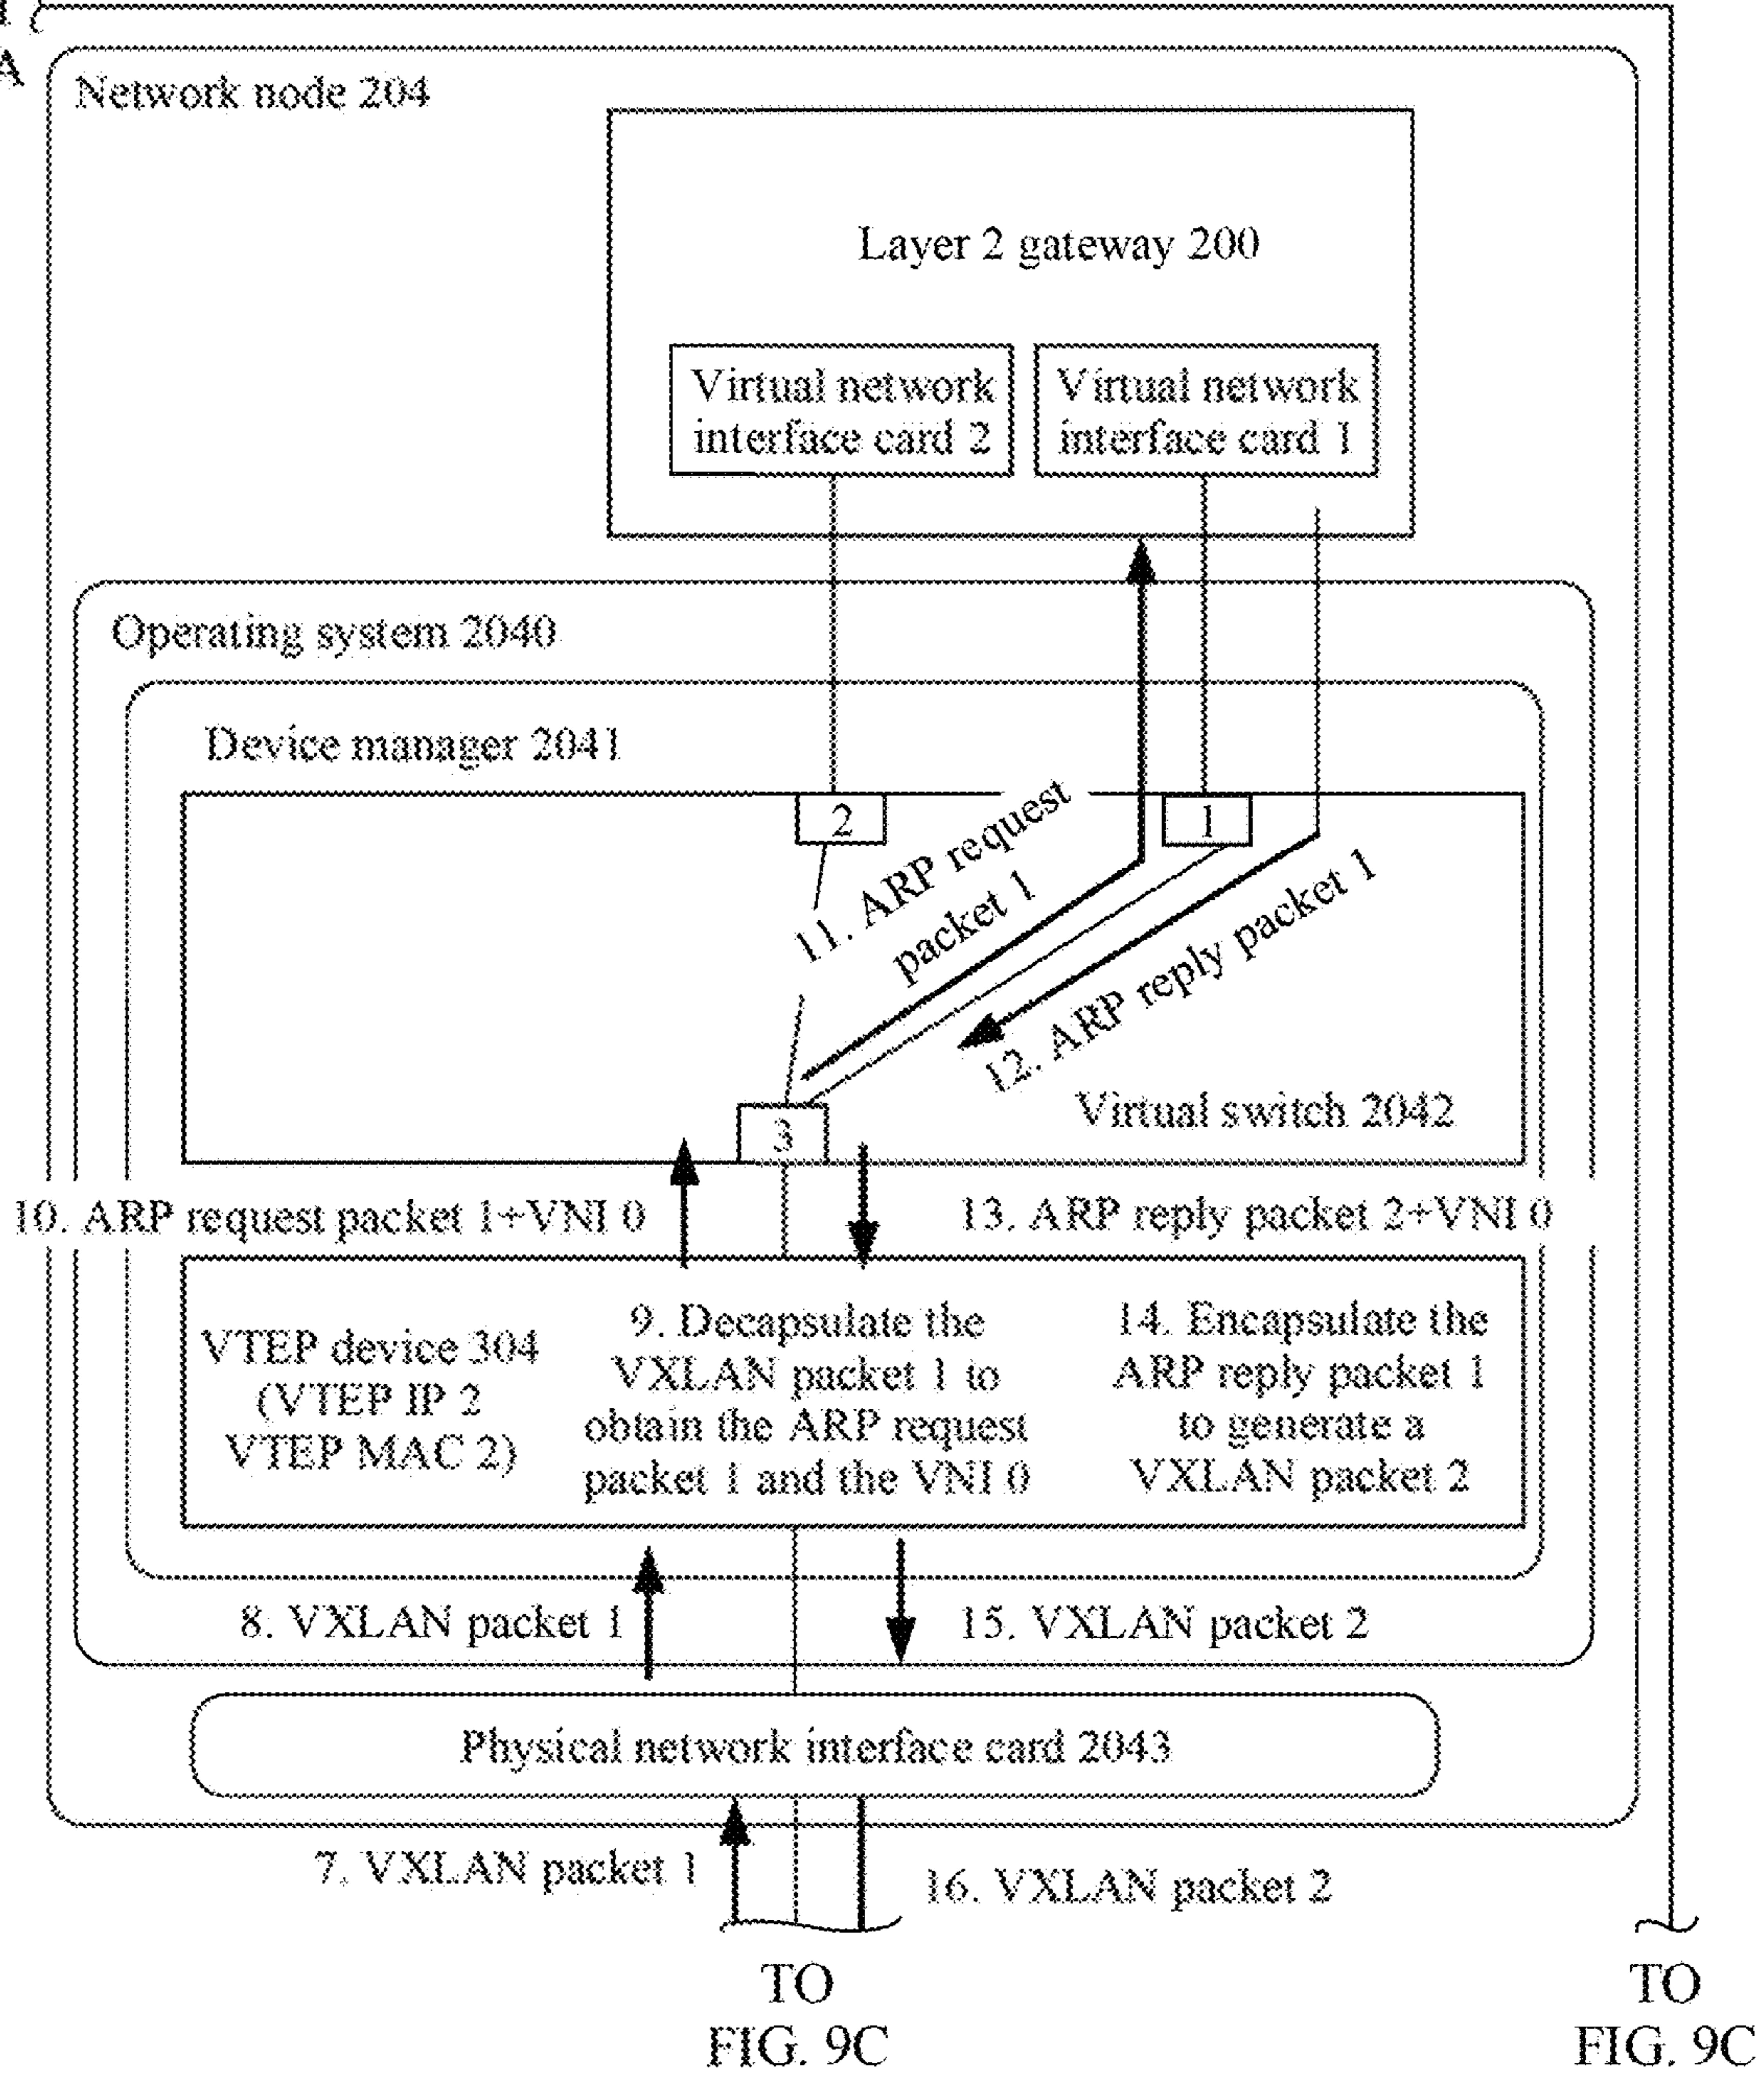 A
Network node 204
Layer 2 gateway 200
Virtual network
interface card 2
Virtual network
interface card 1
Operating system 2040
Device manager 2041
2
1
11. ARP request
packet 1
12. ARP reply packet 1
3
Virtual switch 2042
10. ARP request packet 1+VNI 0
13. ARP reply packet 2+VNI 0
VTEP device 304
(VTEP IP 2
VTEP MAC 2)
9. Decapsulate the
VXLAN packet 1 to
obtain the ARP request
packet 1 and the VNI 0
14. Encapsulate the
ARP reply packet 1
to generate a
VXLAN packet 2
8. VXLAN packet 1
15. VXLAN packet 2
Physical network interface card 2043
7. VXLAN packet 1
16. VXLAN packet 2
TO
FIG. 9C
TO
FIG. 9C